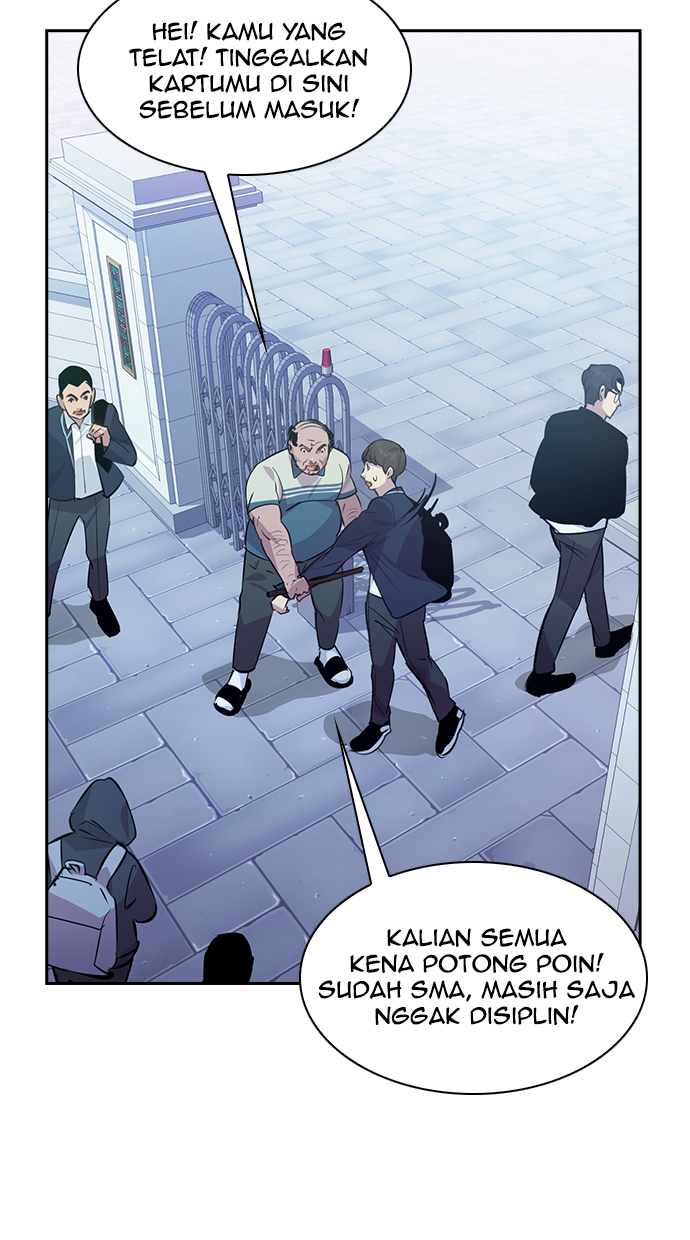 HEI! KAMU YANG
TELAT! TINGGALKAN
KARTUMU DI SINI
SEBELUM MASUK!
KALIAN SEMUA
KENA POTONG POIN!
SUDAH SMA, MASIH SAJA
NGGAK DISIPLIN!